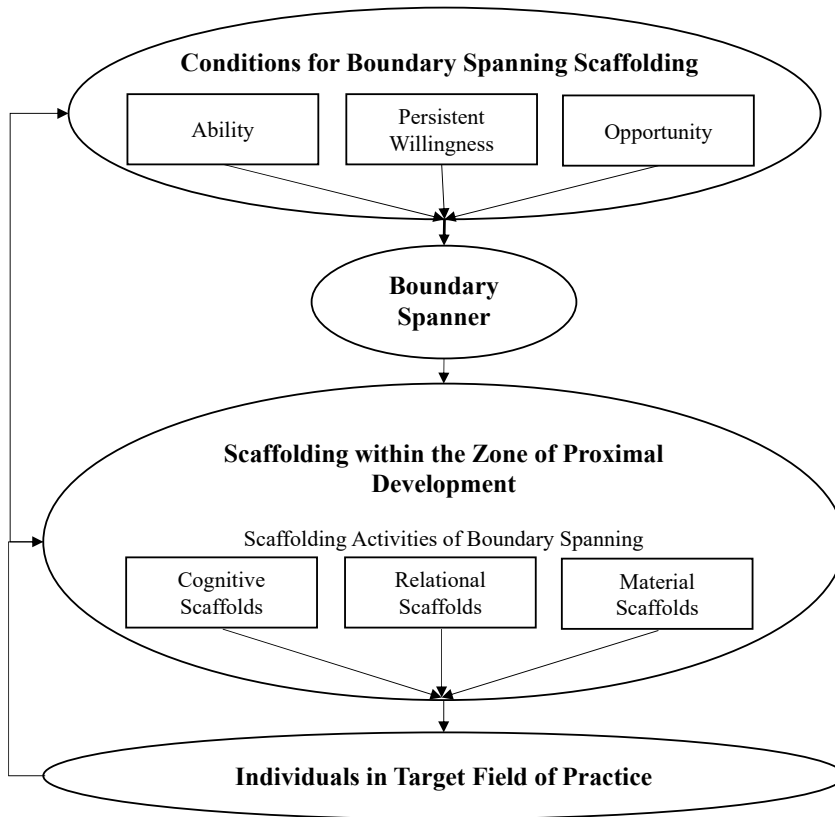 Conditions for Boundary Spanning Scaffolding
Ability
Persistent
Willingness
Opportunity
Boundary
Spanner
Scaffolding within the Zone of Proximal
Development
Scaffolding Activities of Boundary Spanning
Cognitive
Scaffolds
Relational
Scaffolds
Material
Scaffolds
Individuals in Target Field of Practice